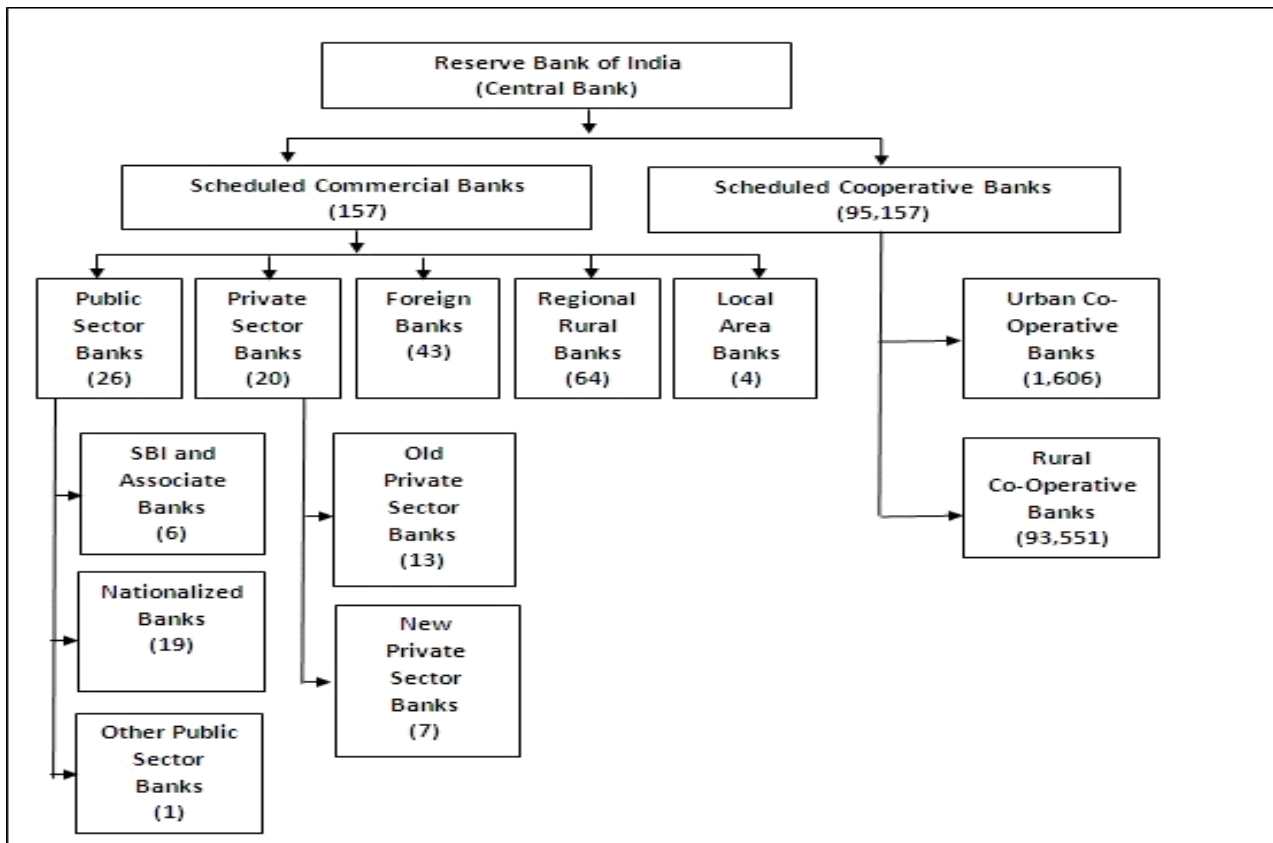 Reserve Bank of India
(Central Bank)
Scheduled Commercial Banks
(157)
Scheduled Cooperative Banks
(95,157)
Public
Sector
Banks
(26)
Private
Sector
Banks
(20)
Foreign
Banks
(43)
Regional
Rural
Banks
(64)
Local
Area
Banks
(4)
Urban Co-
Operative
Banks
(1,606)
SBI and
Associate
Banks
(6)
Old
Private
Sector
Banks
(13)
Rural
Co-Operative
Banks
(93,551)
Nationalized
Banks
(19)
New
Private
Sector
Banks
(7)
Other Public
Sector
Banks
(1)